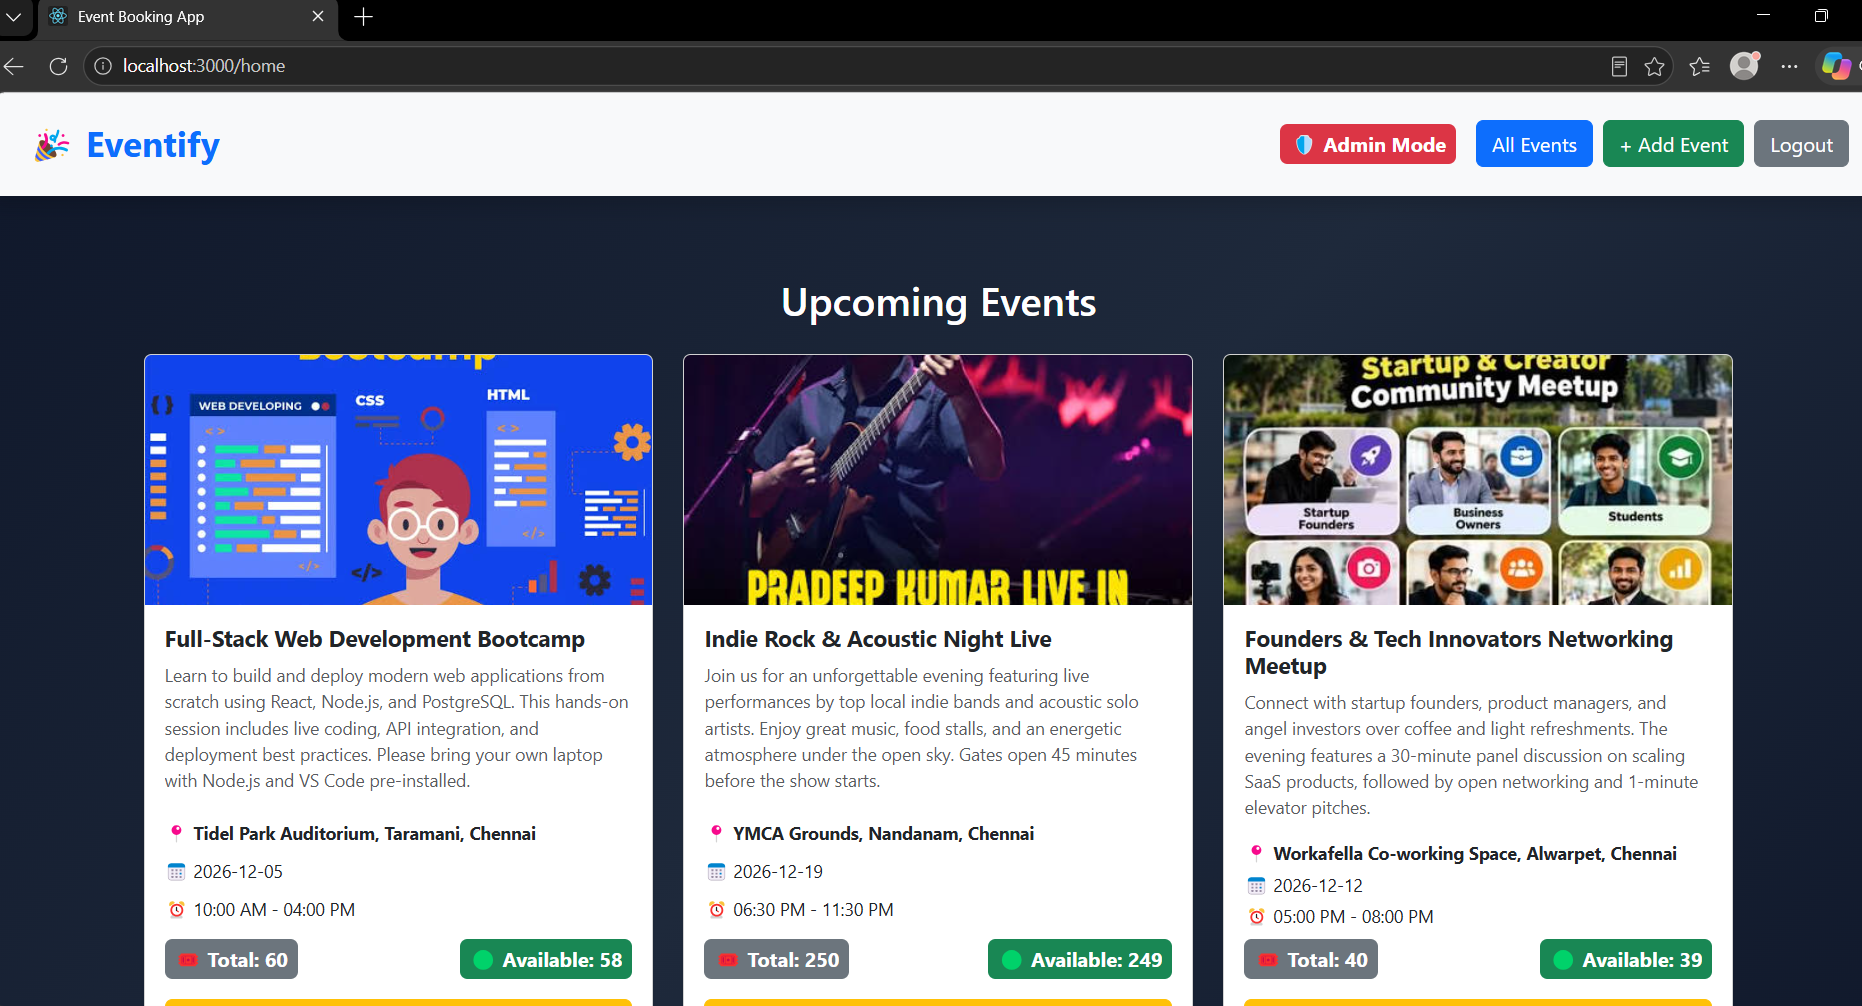 Event Booking App
localhost:3000/home
Eventify
Admin Mode
All Events
+ Add Event
Logout
Upcoming Events
WEB DEVELOPING
CSS
HTML
Full-Stack Web Development Bootcamp
Learn to build and deploy modern web applications from
scratch using React, Node.js, and PostgreSQL. This hands-on
session includes live coding, API integration, and
deployment best practices. Please bring your own laptop
with Node.js and VS Code pre-installed.
Tidel Park Auditorium, Taramani, Chennai
2026-12-05
10:00 AM - 04:00 PM
Total: 60
Available: 58
PRADEEP KUMAR LIVE IN
Indie Rock & Acoustic Night Live
Join us for an unforgettable evening featuring live
performances by top local indie bands and acoustic solo
artists. Enjoy great music, food stalls, and an energetic
atmosphere under the open sky. Gates open 45 minutes
before the show starts.
YMCA Grounds, Nandanam, Chennai
2026-12-19
06:30 PM - 11:30 PM
Total: 250
Available: 249
Startup & Creator
Community Meetup
Startup
Founders
Business
Owners
Students
Founders & Tech Innovators Networking
Meetup
Connect with startup founders, product managers, and
angel investors over coffee and light refreshments. The
evening features a 30-minute panel discussion on scaling
SaaS products, followed by open networking and 1-minute
elevator pitches.
Workafella Co-working Space, Alwarpet, Chennai
2026-12-12
05:00 PM - 08:00 PM
Total: 40
Available: 39